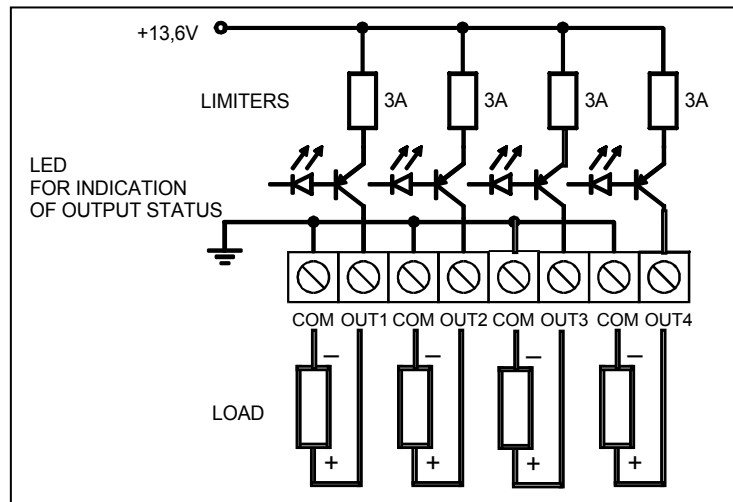 +13,6V
LIMITERS
3A 3A 3A 3A
LED
FOR INDICATION
OF OUTPUT STATUS
COM OUT1 COM OUT2 COM OUT3 COM OUT4
– – – –
LOAD
+ + + +